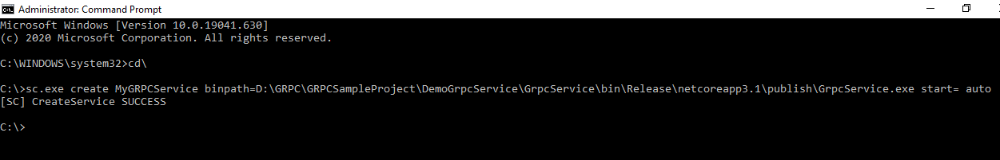 Administrator: Command Prompt
Microsoft Windows [Version 10.0.19041.630]
(c) 2020 Microsoft Corporation. All rights reserved.
C:\WINDOWS\system32>cd\
C:\>sc.exe create MyGRPCService binpath=D:\GRPC\GRPCSampleProject\DemoGrpcService\GrpcService\bin\Release\netcoreapp3.1\publish\GrpcService.exe start= auto
[SC] CreateService SUCCESS
C:\>